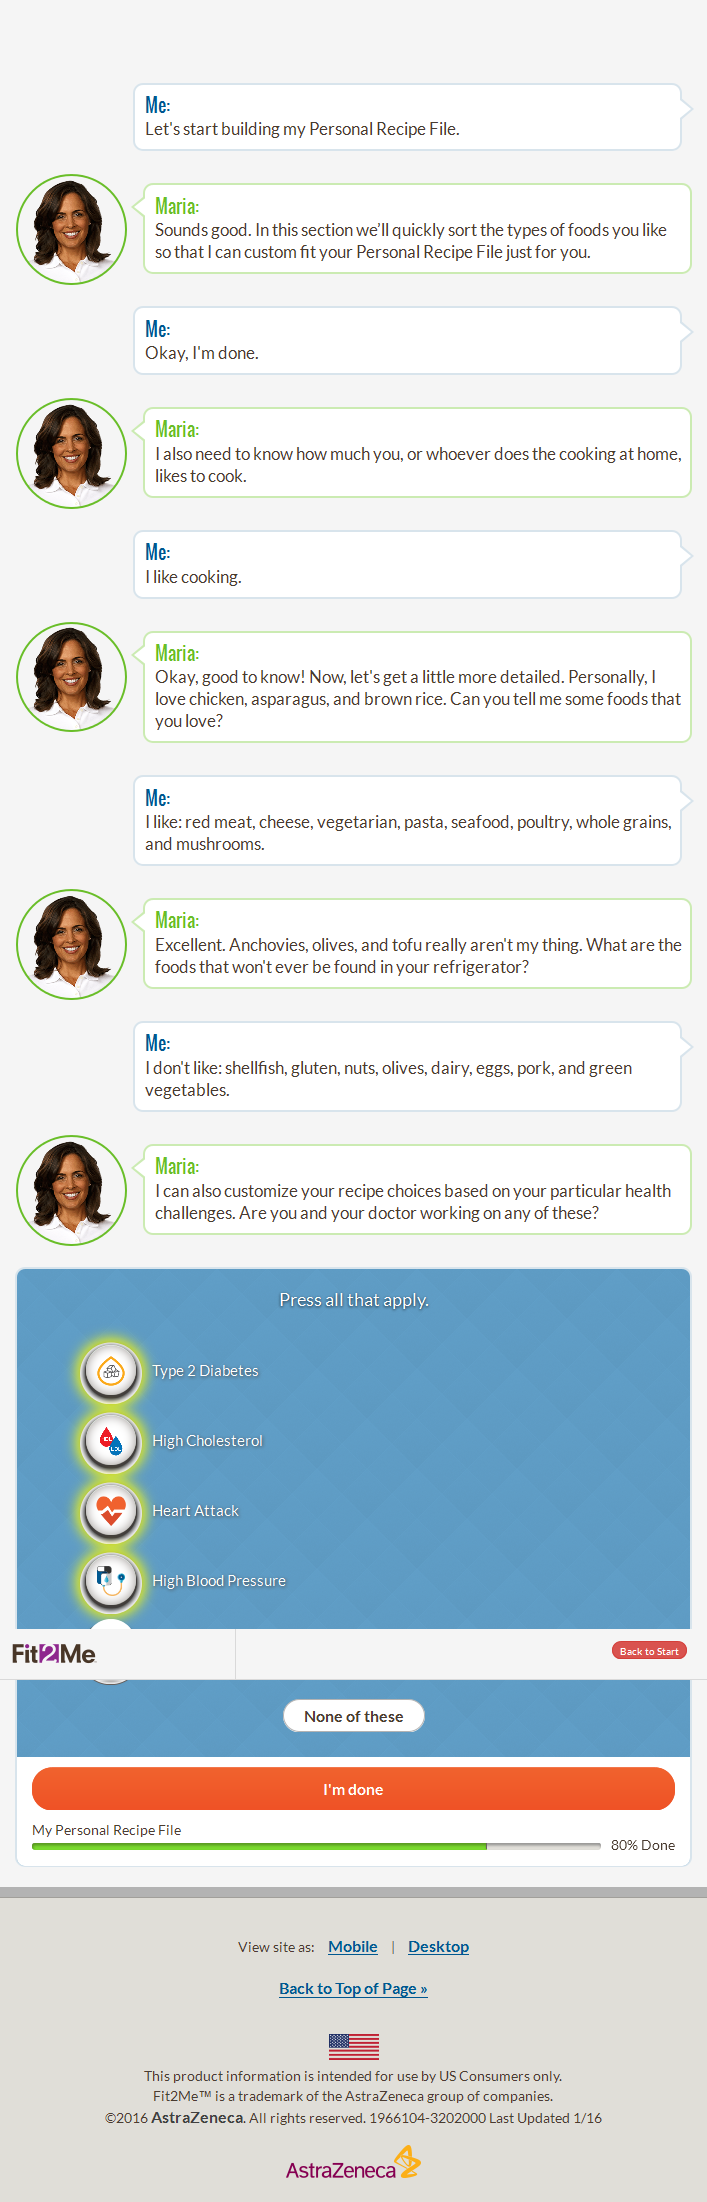 Me:
Let's start building my Personal Recipe File.
Maria:
Sounds good. In this section we'll quickly sort the types of foods you like
so that I can custom fit your Personal Recipe File just for you.
Me:
Okay, I'm done.
Maria:
I also need to know how much you, or whoever does the cooking at home,
likes to cook.
Me:
I like cooking.
Maria:
Okay, good to know! Now, let's get a little more detailed. Personally, I
love chicken, asparagus, and brown rice. Can you tell me some foods that
you love?
Me:
I like: red meat, cheese, vegetarian, pasta, seafood, poultry, whole grains,
and mushrooms.
Maria:
Excellent. Anchovies, olives, and tofu really aren't my thing. What are the
foods that won't ever be found in your refrigerator?
Me:
I don't like: shellfish, gluten, nuts, olives, dairy, eggs, pork, and green
vegetables.
Maria:
I can also customize your recipe choices based on your particular health
challenges. Are you and your doctor working on any of these?
Press all that apply.
Type 2 Diabetes
High Cholesterol
Heart Attack
High Blood Pressure
Fit2Me
Back to Start
None of these
I'm done
My Personal Recipe File
80% Done
View site as: Mobile | Desktop
Back to Top of Page »
This product information is intended for use by US Consumers only.
Fit2Me™ is a trademark of the AstraZeneca group of companies.
©2016 AstraZeneca. All rights reserved. 1966104-3202000 Last Updated 1/16
AstraZeneca